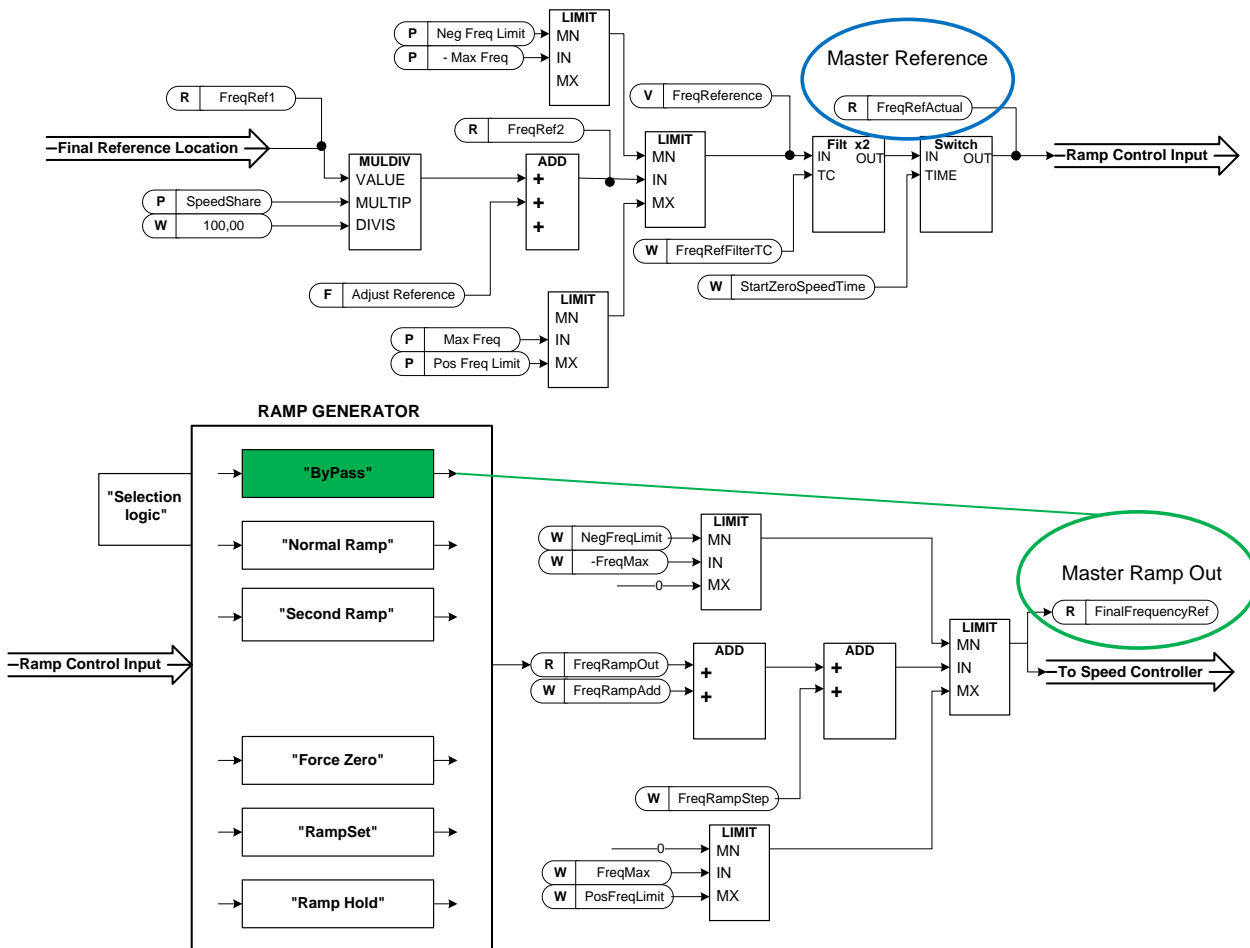 LIMIT
P Neg Freq Limit
MN
P - Max Freq
IN
MX
Master Reference
R FreqRef1
V FreqReference
R FreqRefActual
R FreqRef2
Final Reference Location
LIMIT
MN
IN
MX
Filt x2
IN OUT
TC
Switch
IN OUT
TIME
Ramp Control Input
MULDIV
VALUE
MULTIP
DIVIS
ADD
+
+
+
P SpeedShare
W 100,00
W FreqRefFilterTC
W StartZeroSpeedTime
F Adjust Reference
LIMIT
MN
IN
MX
P Max Freq
P Pos Freq Limit
RAMP GENERATOR
"ByPass"
"Selection
logic"
"Normal Ramp"
"Second Ramp"
Ramp Control Input
"Force Zero"
"RampSet"
"Ramp Hold"
LIMIT
W NegFreqLimit
MN
W -FreqMax
IN
0
MX
Master Ramp Out
R FinalFrequencyRef
LIMIT
MN
IN
MX
To Speed Controller
R FreqRampOut
W FreqRampAdd
ADD
+
+
ADD
+
+
W FreqRampStep
LIMIT
0
MN
W FreqMax
IN
W PosFreqLimit
MX